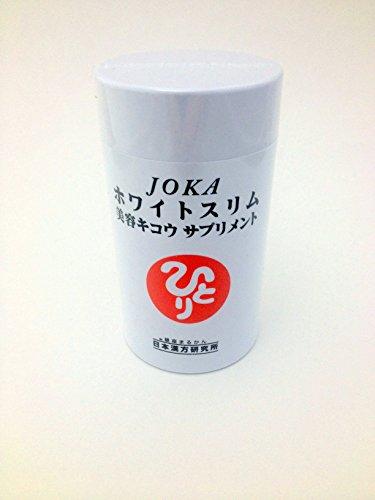 JOKA
ホワイトスリム
美容キコウ サブリメント
ひとり
銀座まるかん
日本漢方研究所